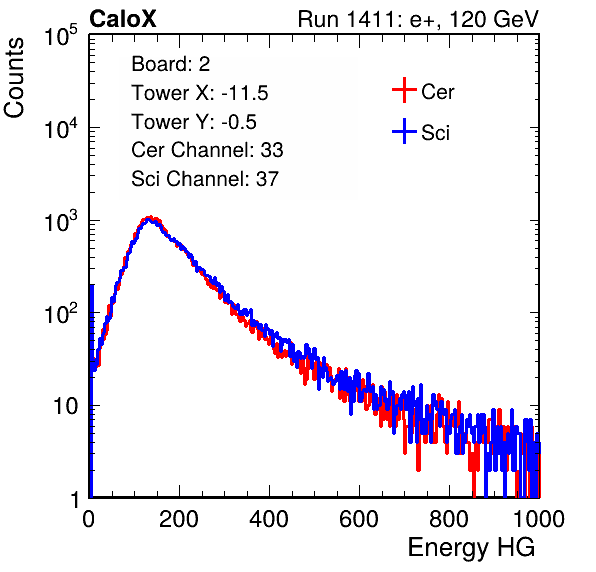 CaloX Run 1411: e+, 120 GeV
Counts
Board: 2
Tower X: -11.5
Tower Y: -0.5
Cer Channel: 33
Sci Channel: 37
Cer
Sci
10^5
10^4
10^3
10^2
10
1
0 200 400 600 800 1000
Energy HG